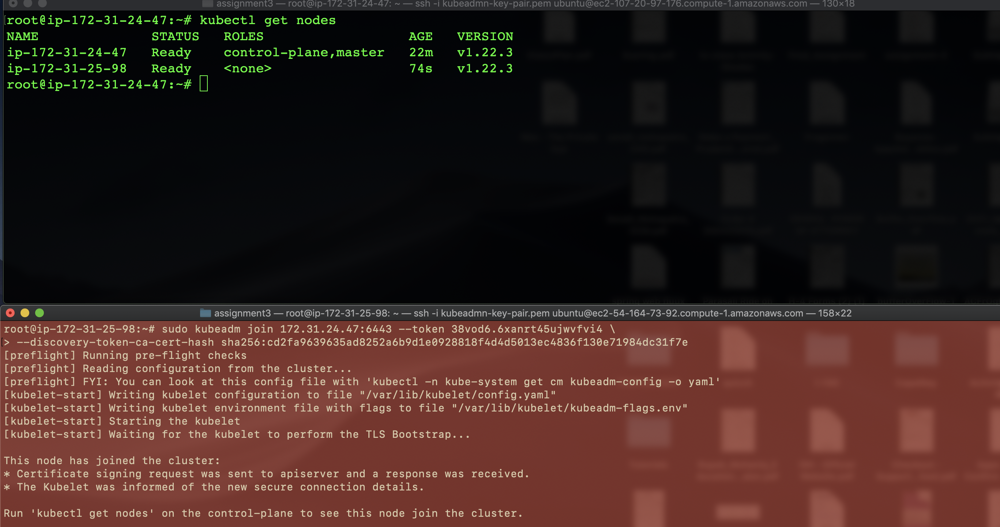 assignment3 — root@ip-172-31-24-47: ~ — ssh -i kubeadmn-key-pair.pem ubuntu@ec2-107-20-97-176.compute-1.amazonaws.com — 130×18
[root@ip-172-31-24-47:~# kubectl get nodes
NAME STATUS ROLES AGE VERSION
ip-172-31-24-47 Ready control-plane,master 22m v1.22.3
ip-172-31-25-98 Ready <none> 74s v1.22.3
root@ip-172-31-24-47:~#
assignment3 — root@ip-172-31-25-98: ~ — ssh -i kubeadmn-key-pair.pem ubuntu@ec2-54-164-73-92.compute-1.amazonaws.com — 158×22
root@ip-172-31-25-98:~# sudo kubeadm join 172.31.24.47:6443 --token 38vod6.6xanrt45ujwvfvi4 \
[> --discovery-token-ca-cert-hash sha256:cd2fa9639635ad8252a6b9d1e0928818f4d4d5013ec4836f130e71984dc31f7e
[preflight] Running pre-flight checks
[preflight] Reading configuration from the cluster...
[preflight] FYI: You can look at this config file with 'kubectl -n kube-system get cm kubeadm-config -o yaml'
[kubelet-start] Writing kubelet configuration to file "/var/lib/kubelet/config.yaml"
[kubelet-start] Writing kubelet environment file with flags to file "/var/lib/kubelet/kubeadm-flags.env"
[kubelet-start] Starting the kubelet
[kubelet-start] Waiting for the kubelet to perform the TLS Bootstrap...
This node has joined the cluster:
* Certificate signing request was sent to apiserver and a response was received.
* The Kubelet was informed of the new secure connection details.
Run 'kubectl get nodes' on the control-plane to see this node join the cluster.